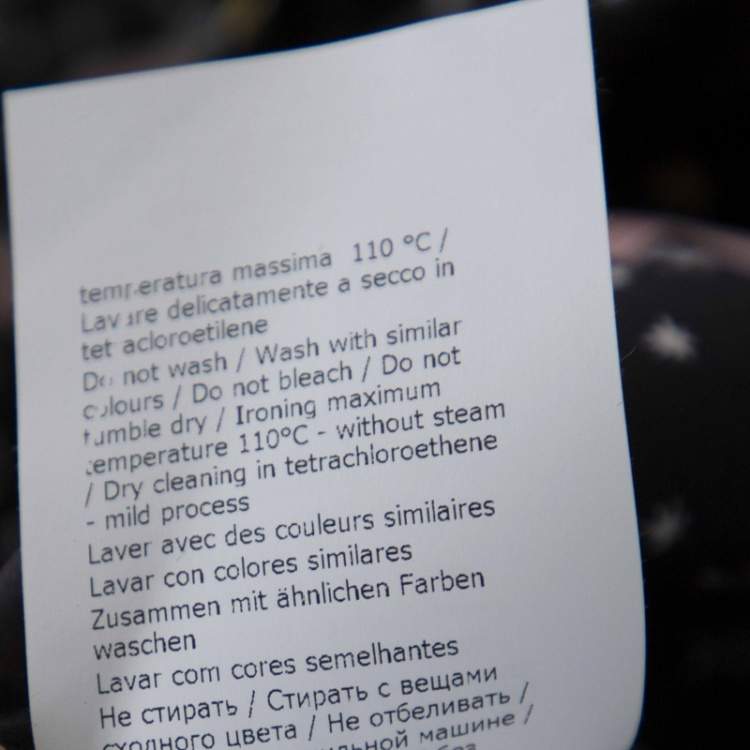 temperatura massima 110 °C /
Lavare delicatamente a secco in
tetracloroetilene
Do not wash / Wash with similar
colours / Do not bleach / Do not
tumble dry / Ironing maximum
temperature 110°C - without steam
/ Dry cleaning in tetrachloroethene
- mild process
Laver avec des couleurs similaires
Lavar con colores similares
Zusammen mit ähnlichen Farben
waschen
Lavar com cores semelhantes
Не стирать / Стирать с вещами
сходного цвета / Не отбеливать /
машине /